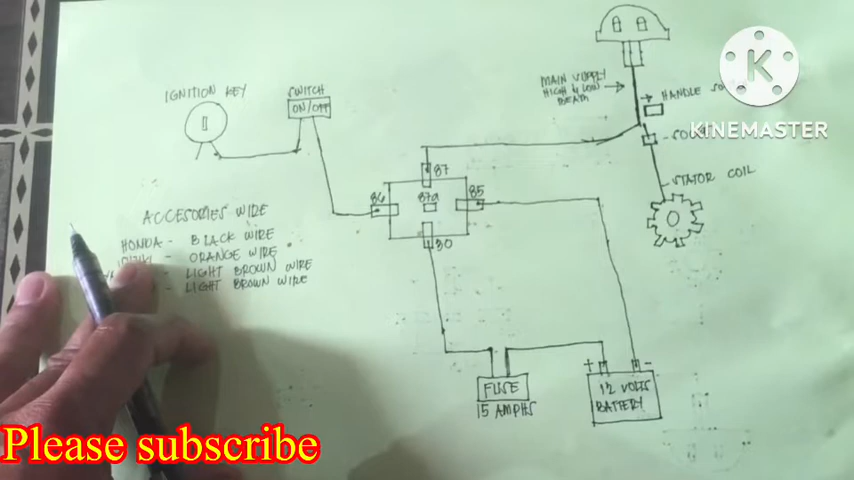 IGNITION KEY
SWITCH
ON/OFF
MAIN SUPPLY
HIGH & LOW
BEAM
HANDLE
K
KINEMASTER
STATOR COIL
87
86
87a
85
30
ACCESORIES WIRE
HONDA - BLACK WIRE
- ORANGE WIRE
- LIGHT BROWN WIRE
- LIGHT BROWN WIRE
FUSE
15 AMPHS
+
-
12 VOLTS
BATTERY
Please subscribe